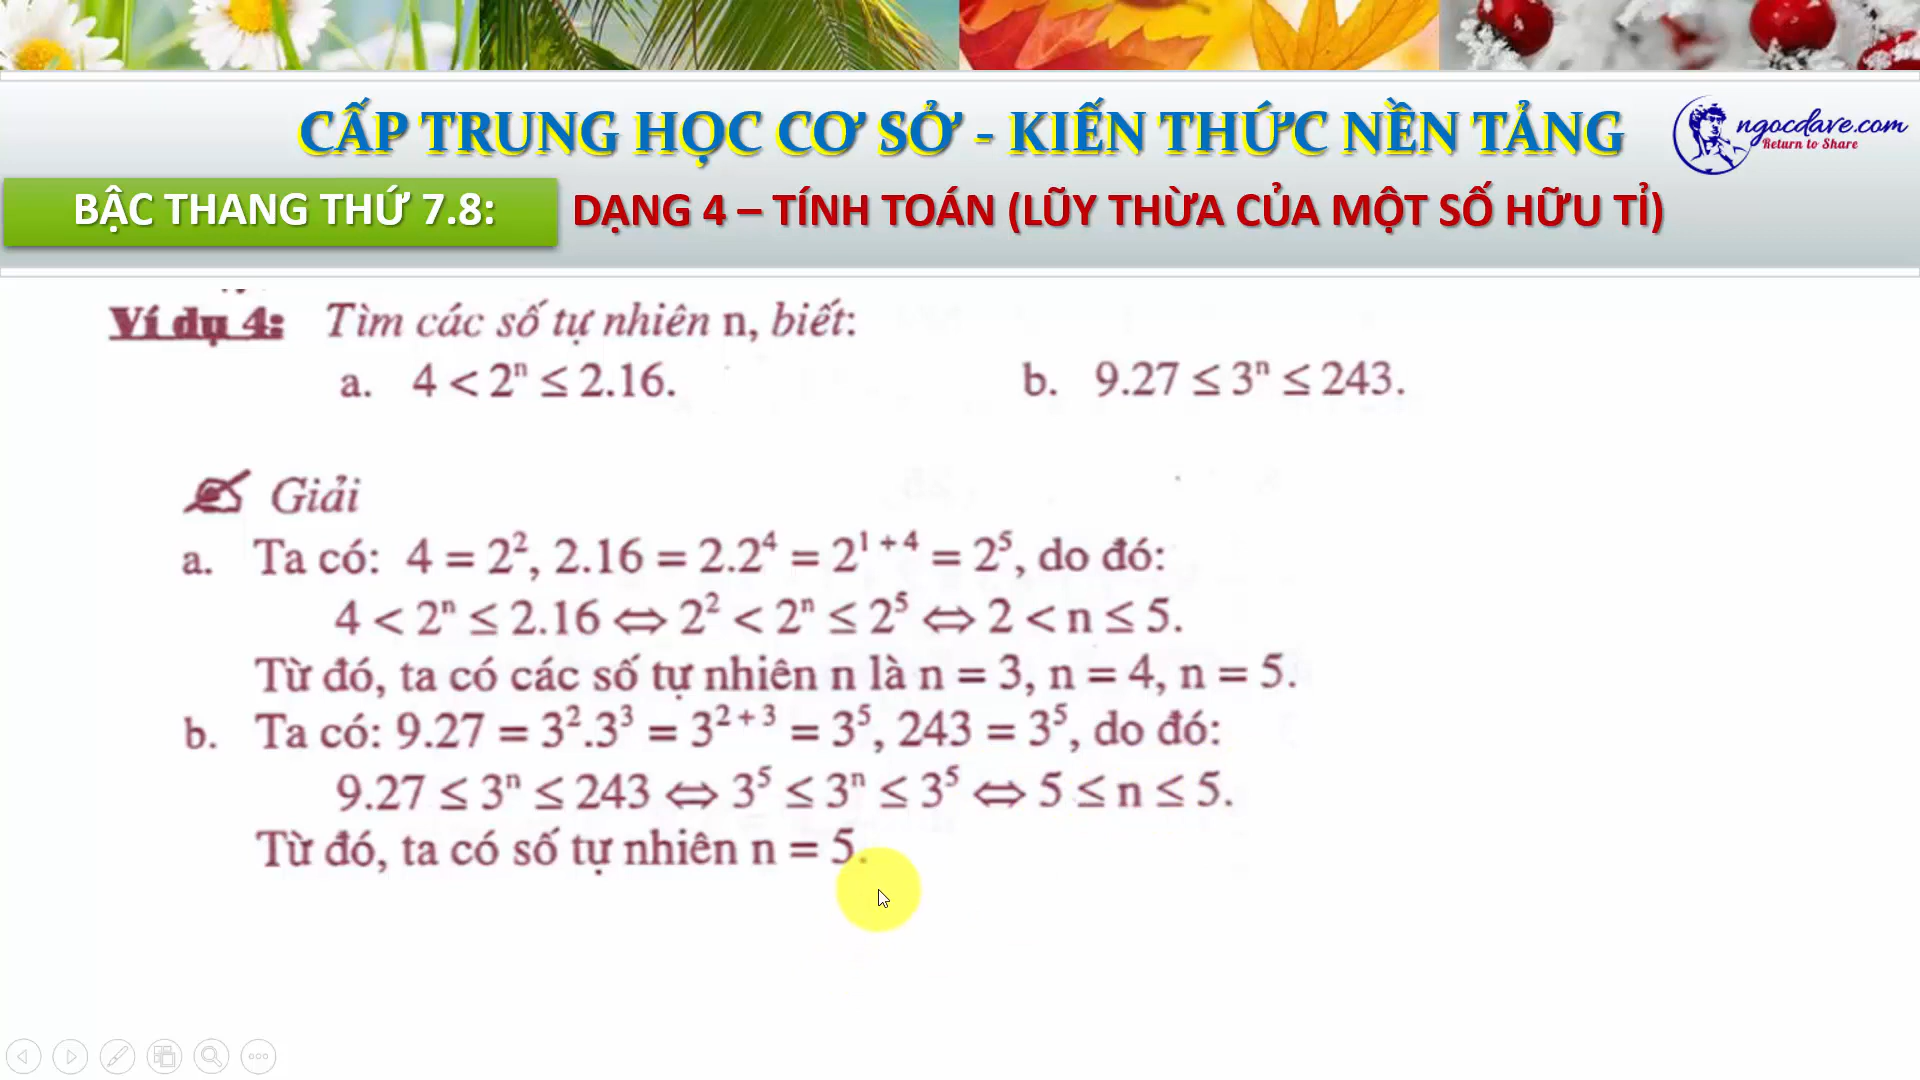 CẤP TRUNG HỌC CƠ SỞ - KIẾN THỨC NỀN TẢNG
ngocdave.com
Return to Share
BẬC THANG THỨ 7.8: DẠNG 4 – TÍNH TOÁN (LŨY THỪA CỦA MỘT SỐ HỮU TỈ)
Ví dụ 4: Tìm các số tự nhiên n, biết:
a. 4 < 2ⁿ ≤ 2.16. b. 9.27 ≤ 3ⁿ ≤ 243.
Giải
a. Ta có: 4 = 2², 2.16 = 2.2⁴ = 2¹⁺⁴ = 2⁵, do đó:
4 < 2ⁿ ≤ 2.16 ⇔ 2² < 2ⁿ ≤ 2⁵ ⇔ 2 < n ≤ 5.
Từ đó, ta có các số tự nhiên n là n = 3, n = 4, n = 5.
b. Ta có: 9.27 = 3².3³ = 3²⁺³ = 3⁵, 243 = 3⁵, do đó:
9.27 ≤ 3ⁿ ≤ 243 ⇔ 3⁵ ≤ 3ⁿ ≤ 3⁵ ⇔ 5 ≤ n ≤ 5.
Từ đó, ta có số tự nhiên n = 5.